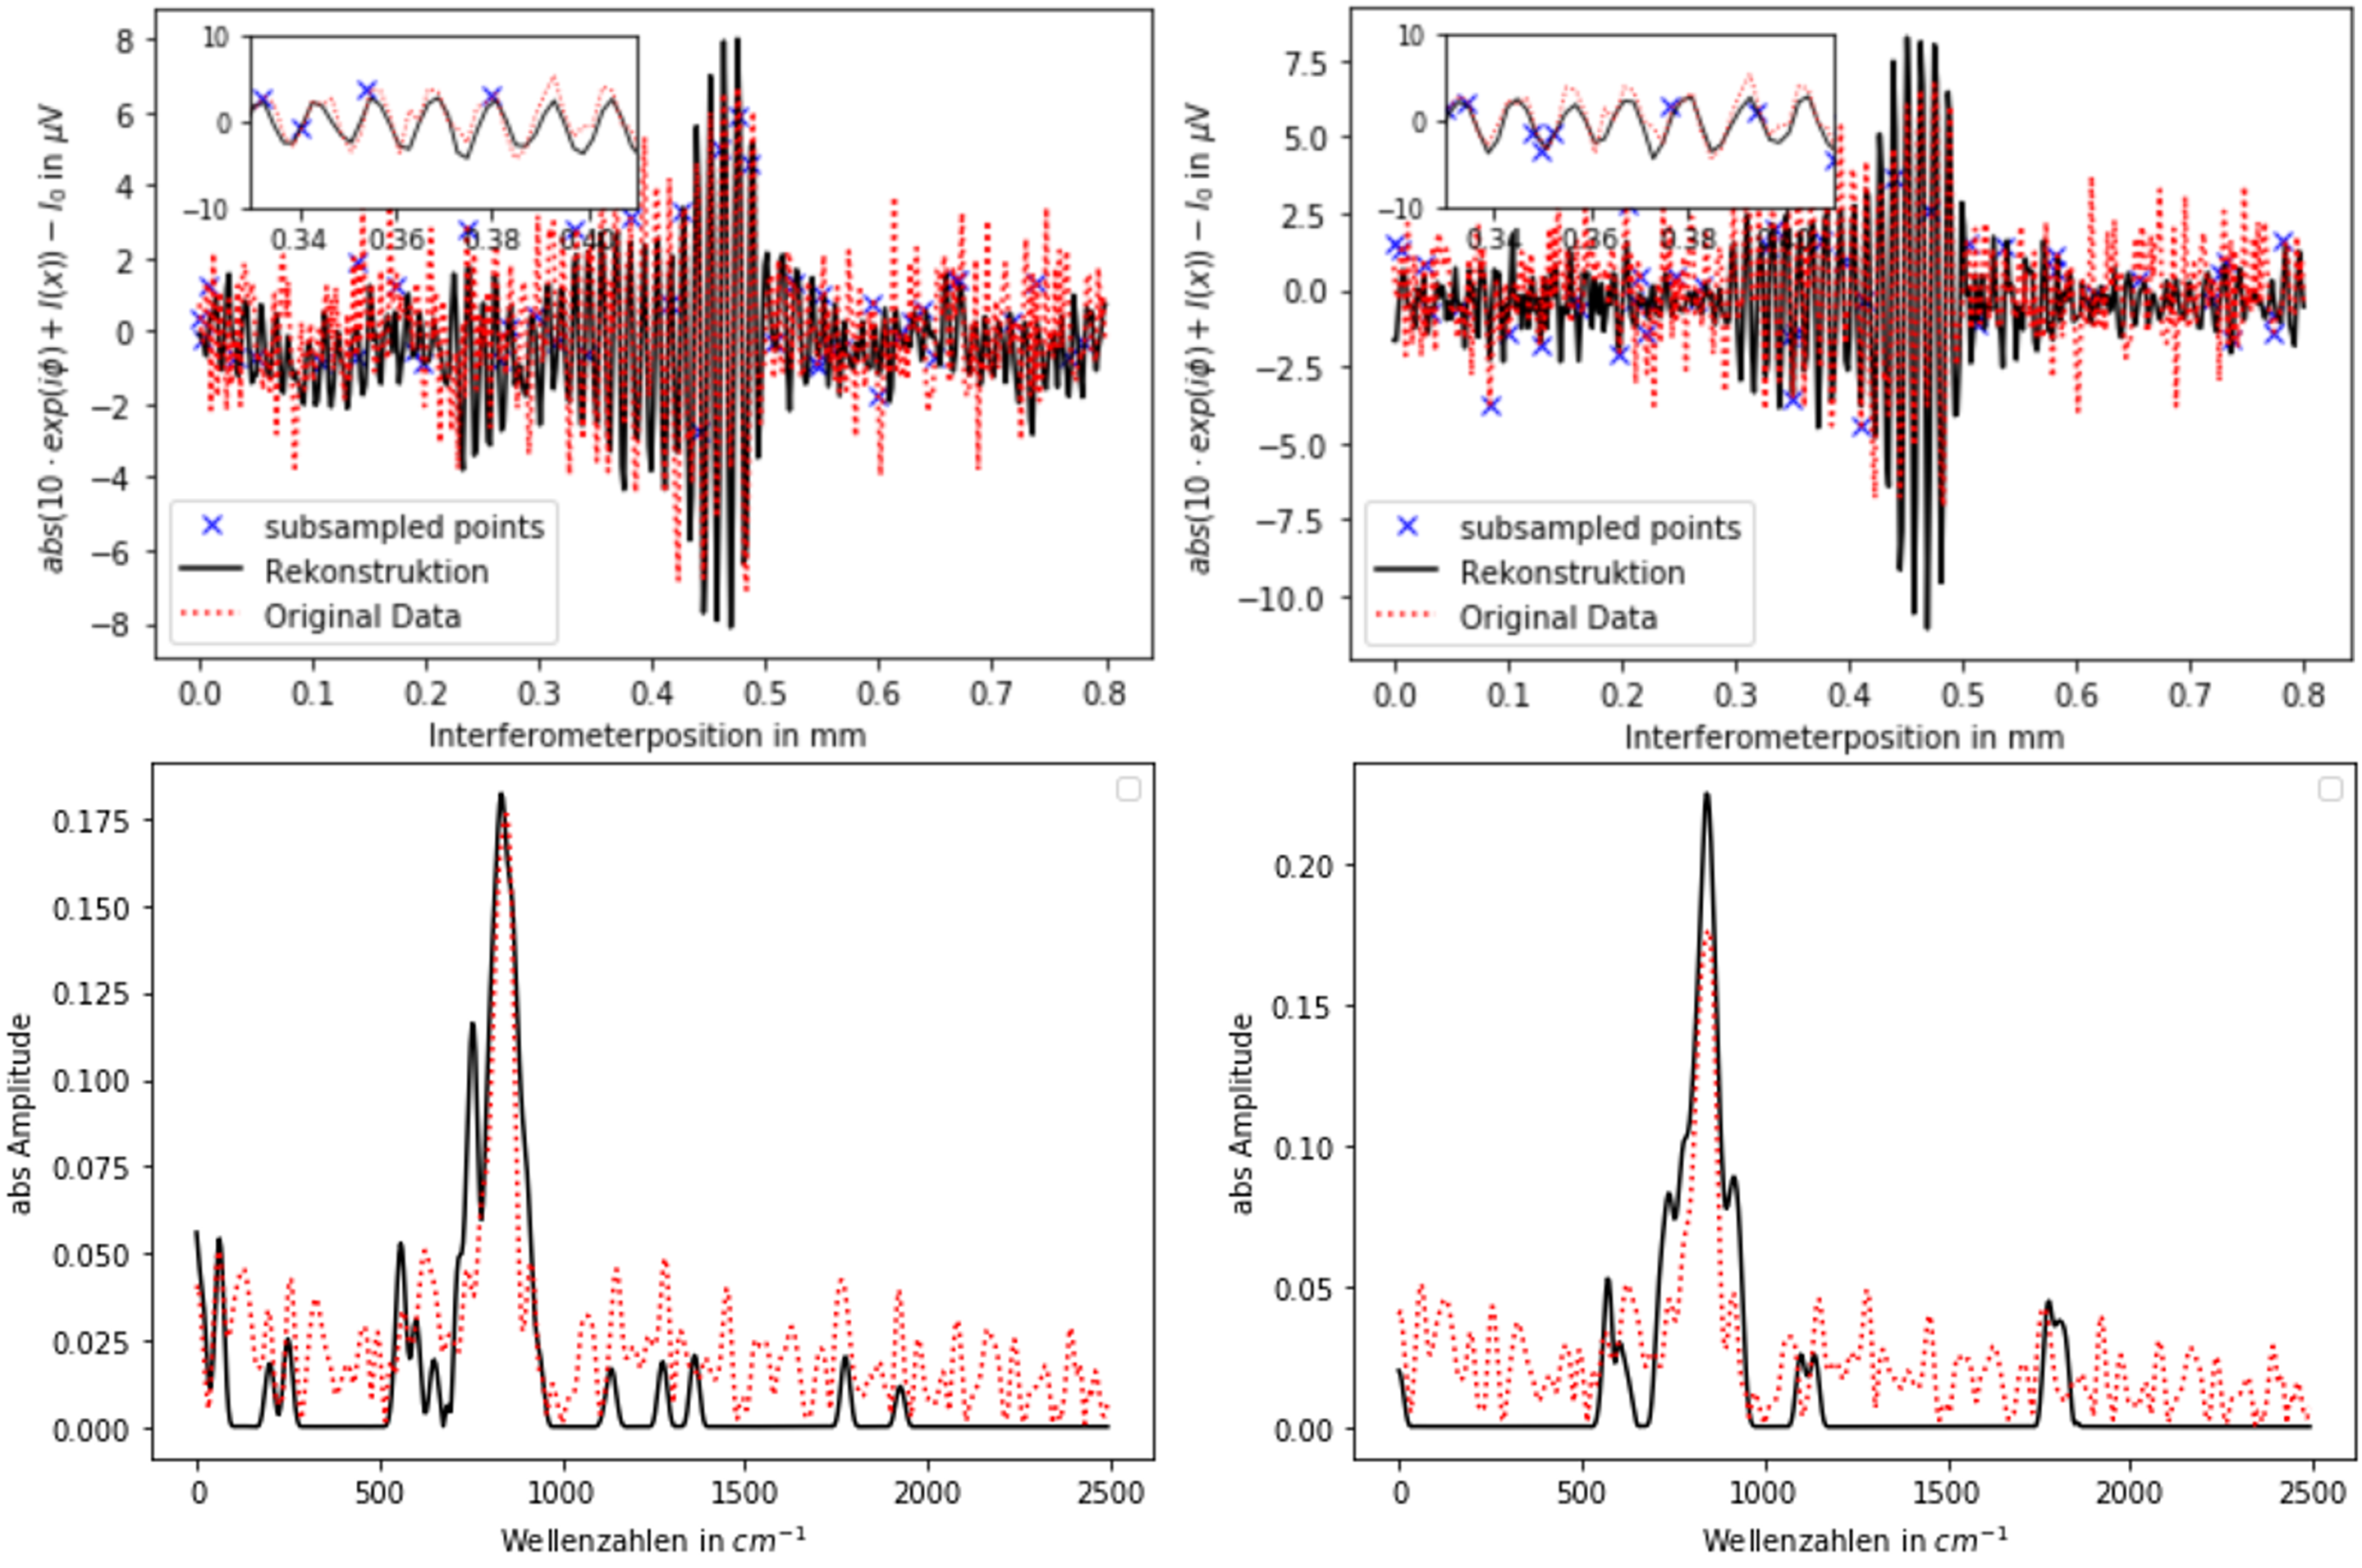 abs(10 · exp(iϕ) + I(x)) − I₀ in µV
8
6
4
2
0
−2
−4
−6
−8
10
0
−10
0.34 0.36 0.38 0.40
subsampled points
Rekonstruktion
Original Data
0.0 0.1 0.2 0.3 0.4 0.5 0.6 0.7 0.8
Interferometerposition in mm
abs(10 · exp(iϕ) + I(x)) − I₀ in µV
7.5
5.0
2.5
0.0
−2.5
−5.0
−7.5
−10.0
10
0
−10
0.34 0.36 0.38
subsampled points
Rekonstruktion
Original Data
0.0 0.1 0.2 0.3 0.4 0.5 0.6 0.7 0.8
Interferometerposition in mm
abs Amplitude
0.175
0.150
0.125
0.100
0.075
0.050
0.025
0.000
0 500 1000 1500 2000 2500
Wellenzahlen in cm⁻¹
abs Amplitude
0.20
0.15
0.10
0.05
0.00
0 500 1000 1500 2000 2500
Wellenzahlen in cm⁻¹